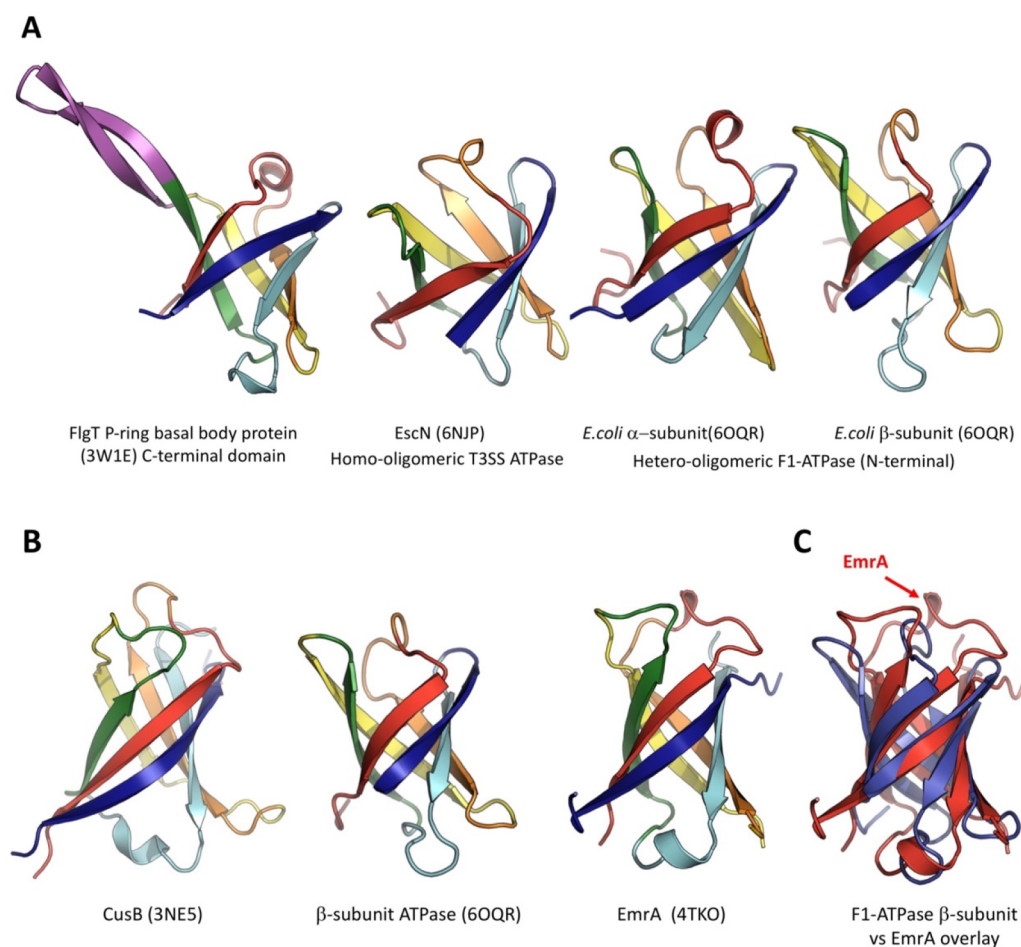 A
FlgT P-ring basal body protein
(3W1E) C-terminal domain
EscN (6NJP)
Homo-oligomeric T3SS ATPase
E.coli α−subunit(6OQR)
E.coli β-subunit (6OQR)
Hetero-oligomeric F1-ATPase (N-terminal)
B
C
EmrA
CusB (3NE5)
β-subunit ATPase (6OQR)
EmrA (4TKO)
F1-ATPase β-subunit
vs EmrA overlay